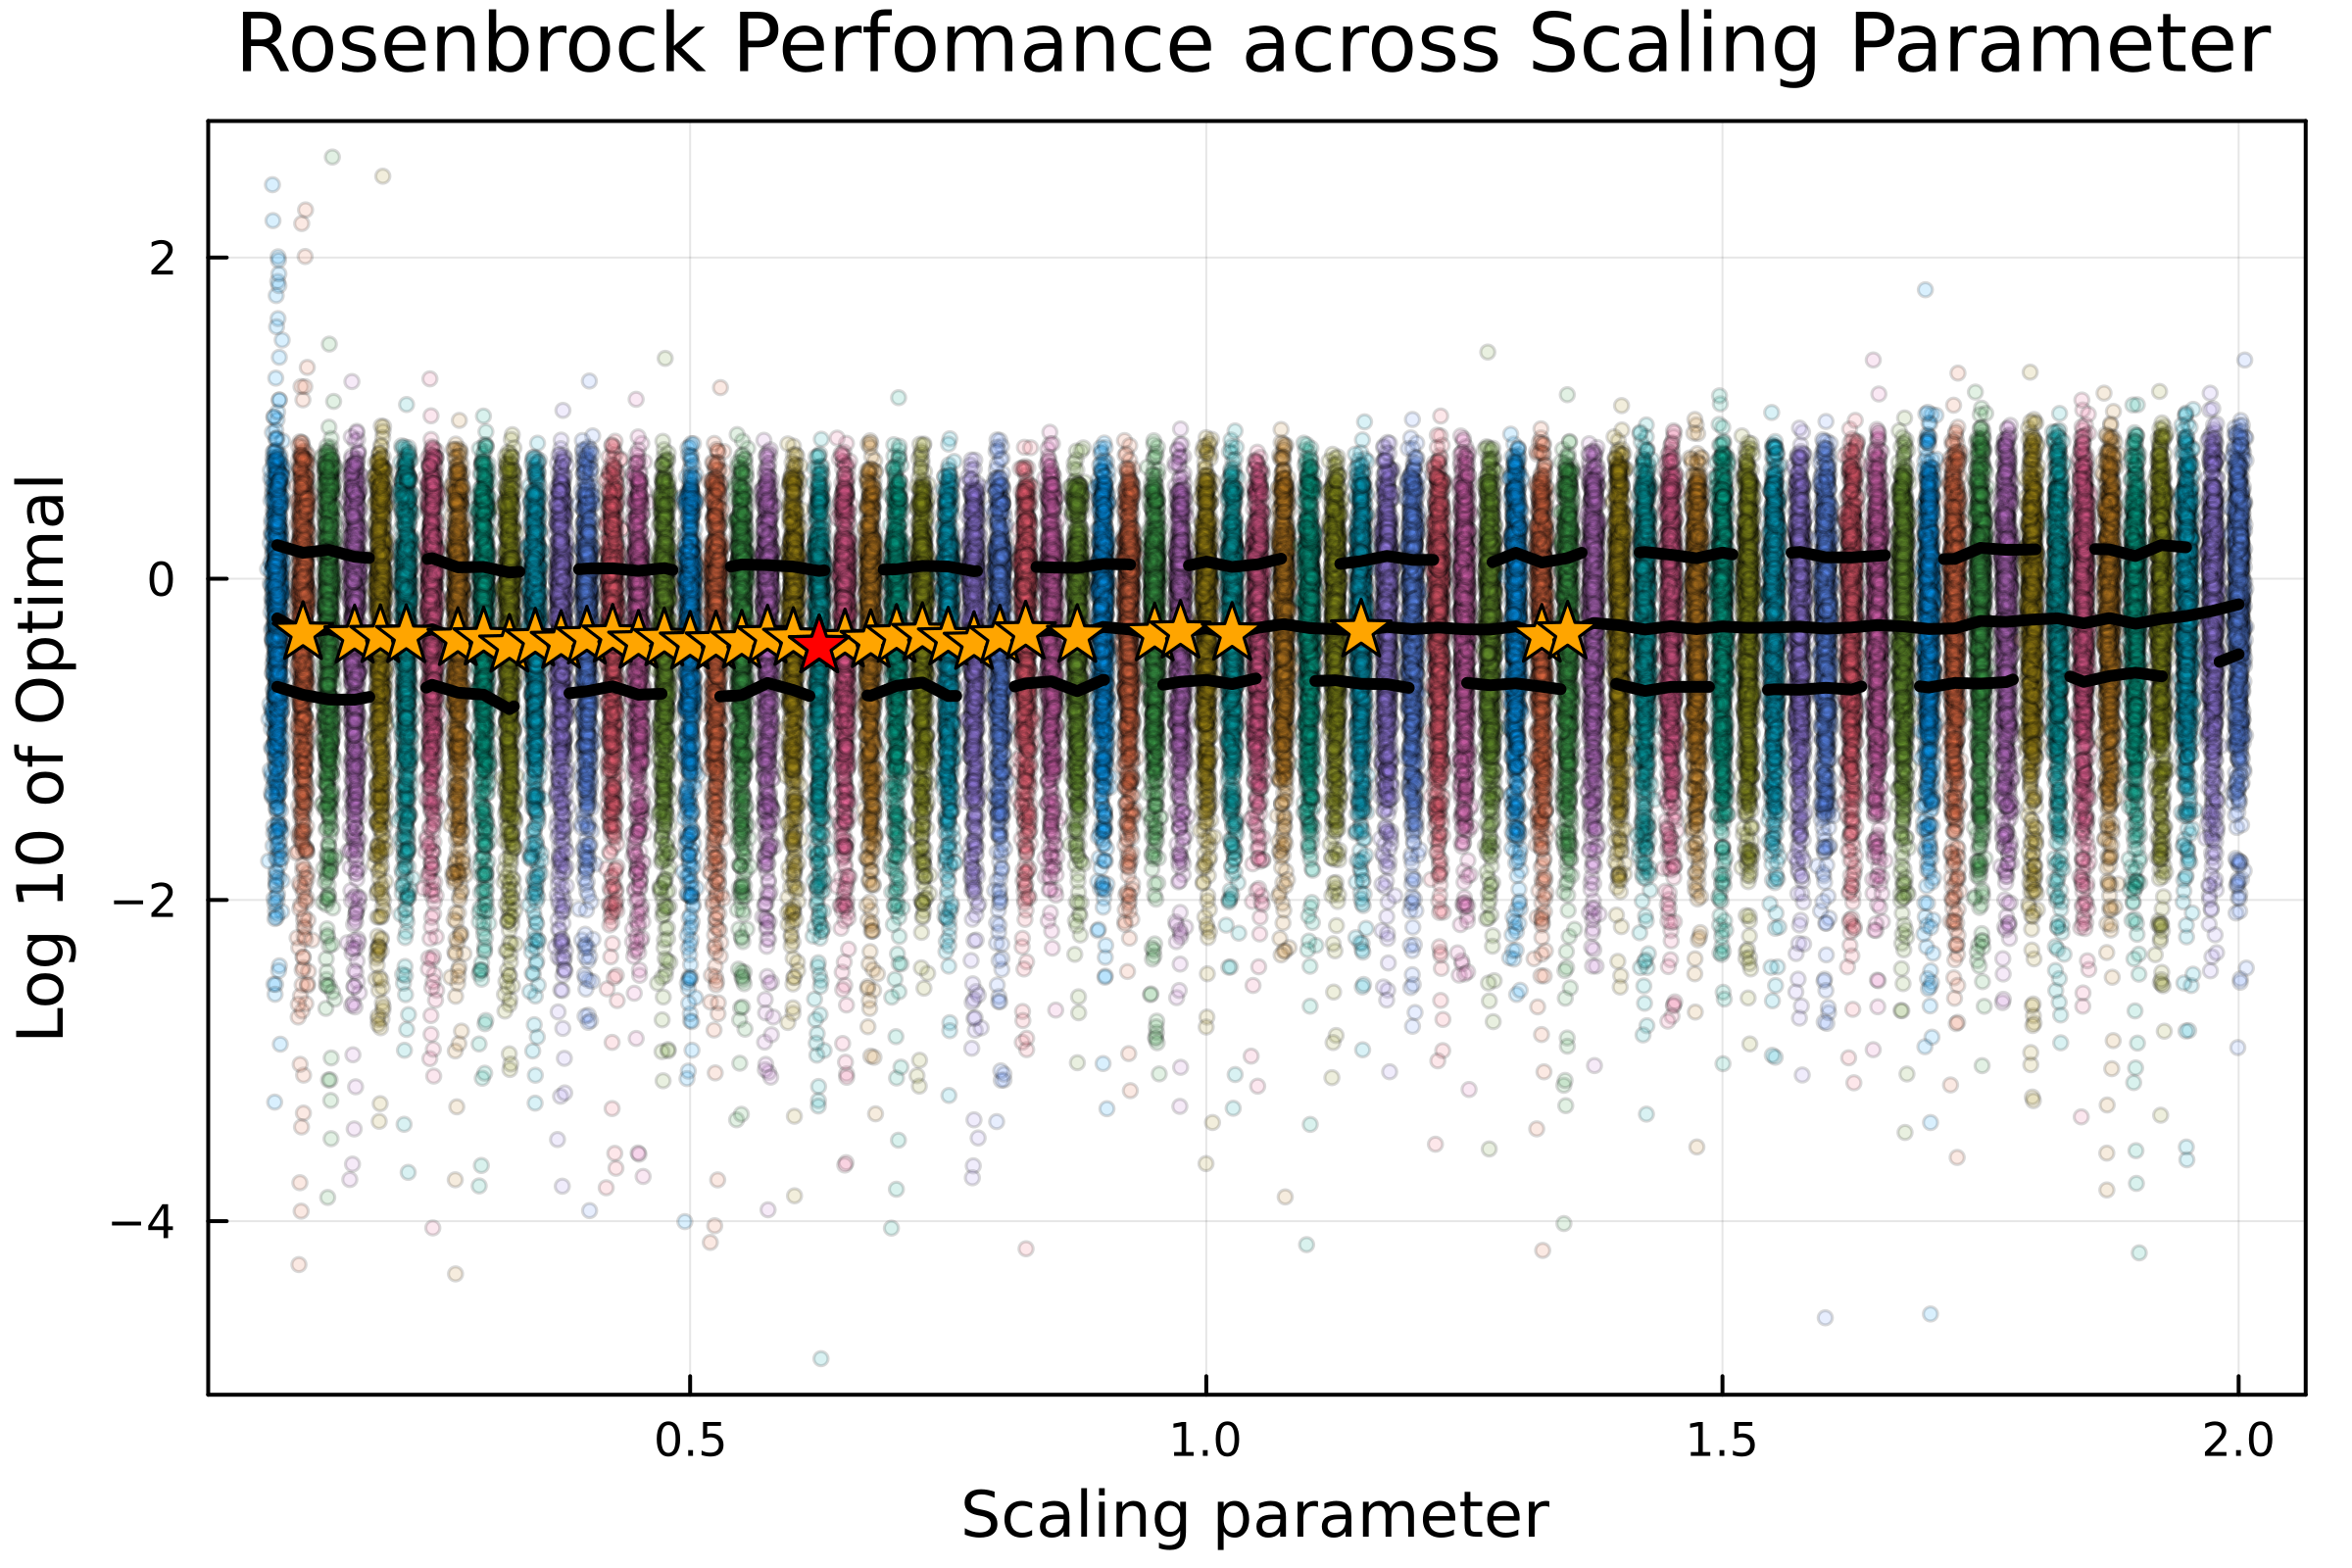 Rosenbrock Perfomance across Scaling Parameter
Log 10 of Optimal
2
0
−2
−4
0.5 1.0 1.5 2.0
Scaling parameter